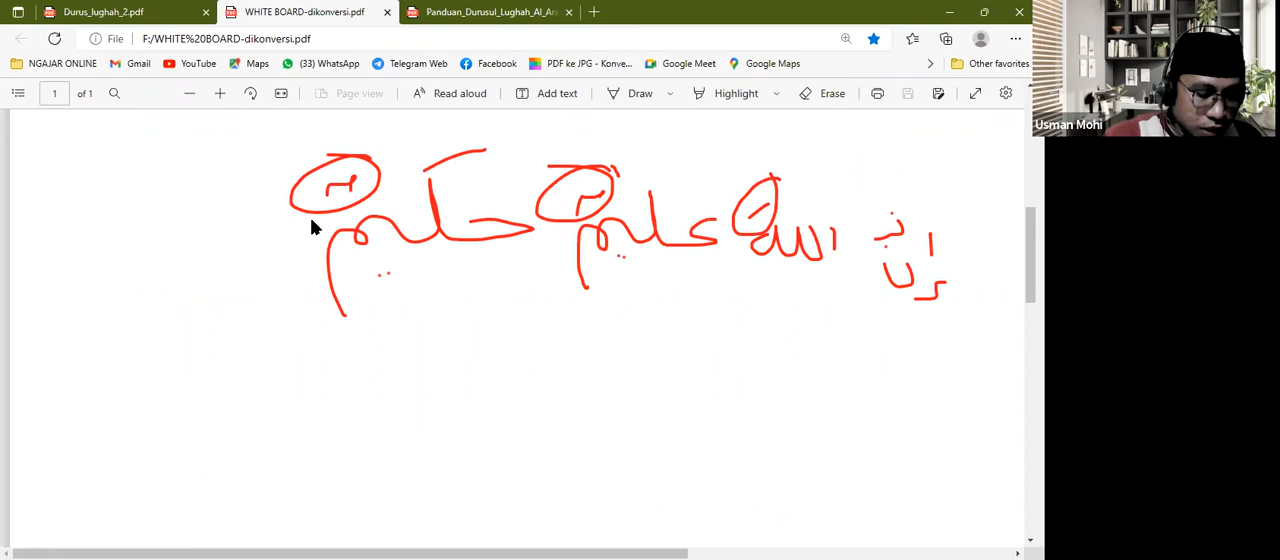 Durus_lughah_2.pdf
WHITE BOARD-dikonversi.pdf
Panduan_Durusul_Lughah_Al_Ar
File
F:/WHITE%20BOARD-dikonversi.pdf
NGAJAR ONLINE
Gmail
YouTube
Maps
(33) WhatsApp
Telegram Web
Facebook
PDF ke JPG - Konve...
Google Meet
Google Maps
Other favorites
1 of 1
Page view
Read aloud
Add text
Draw
Highlight
Erase
Usman Mohi
الله عليم حكيم